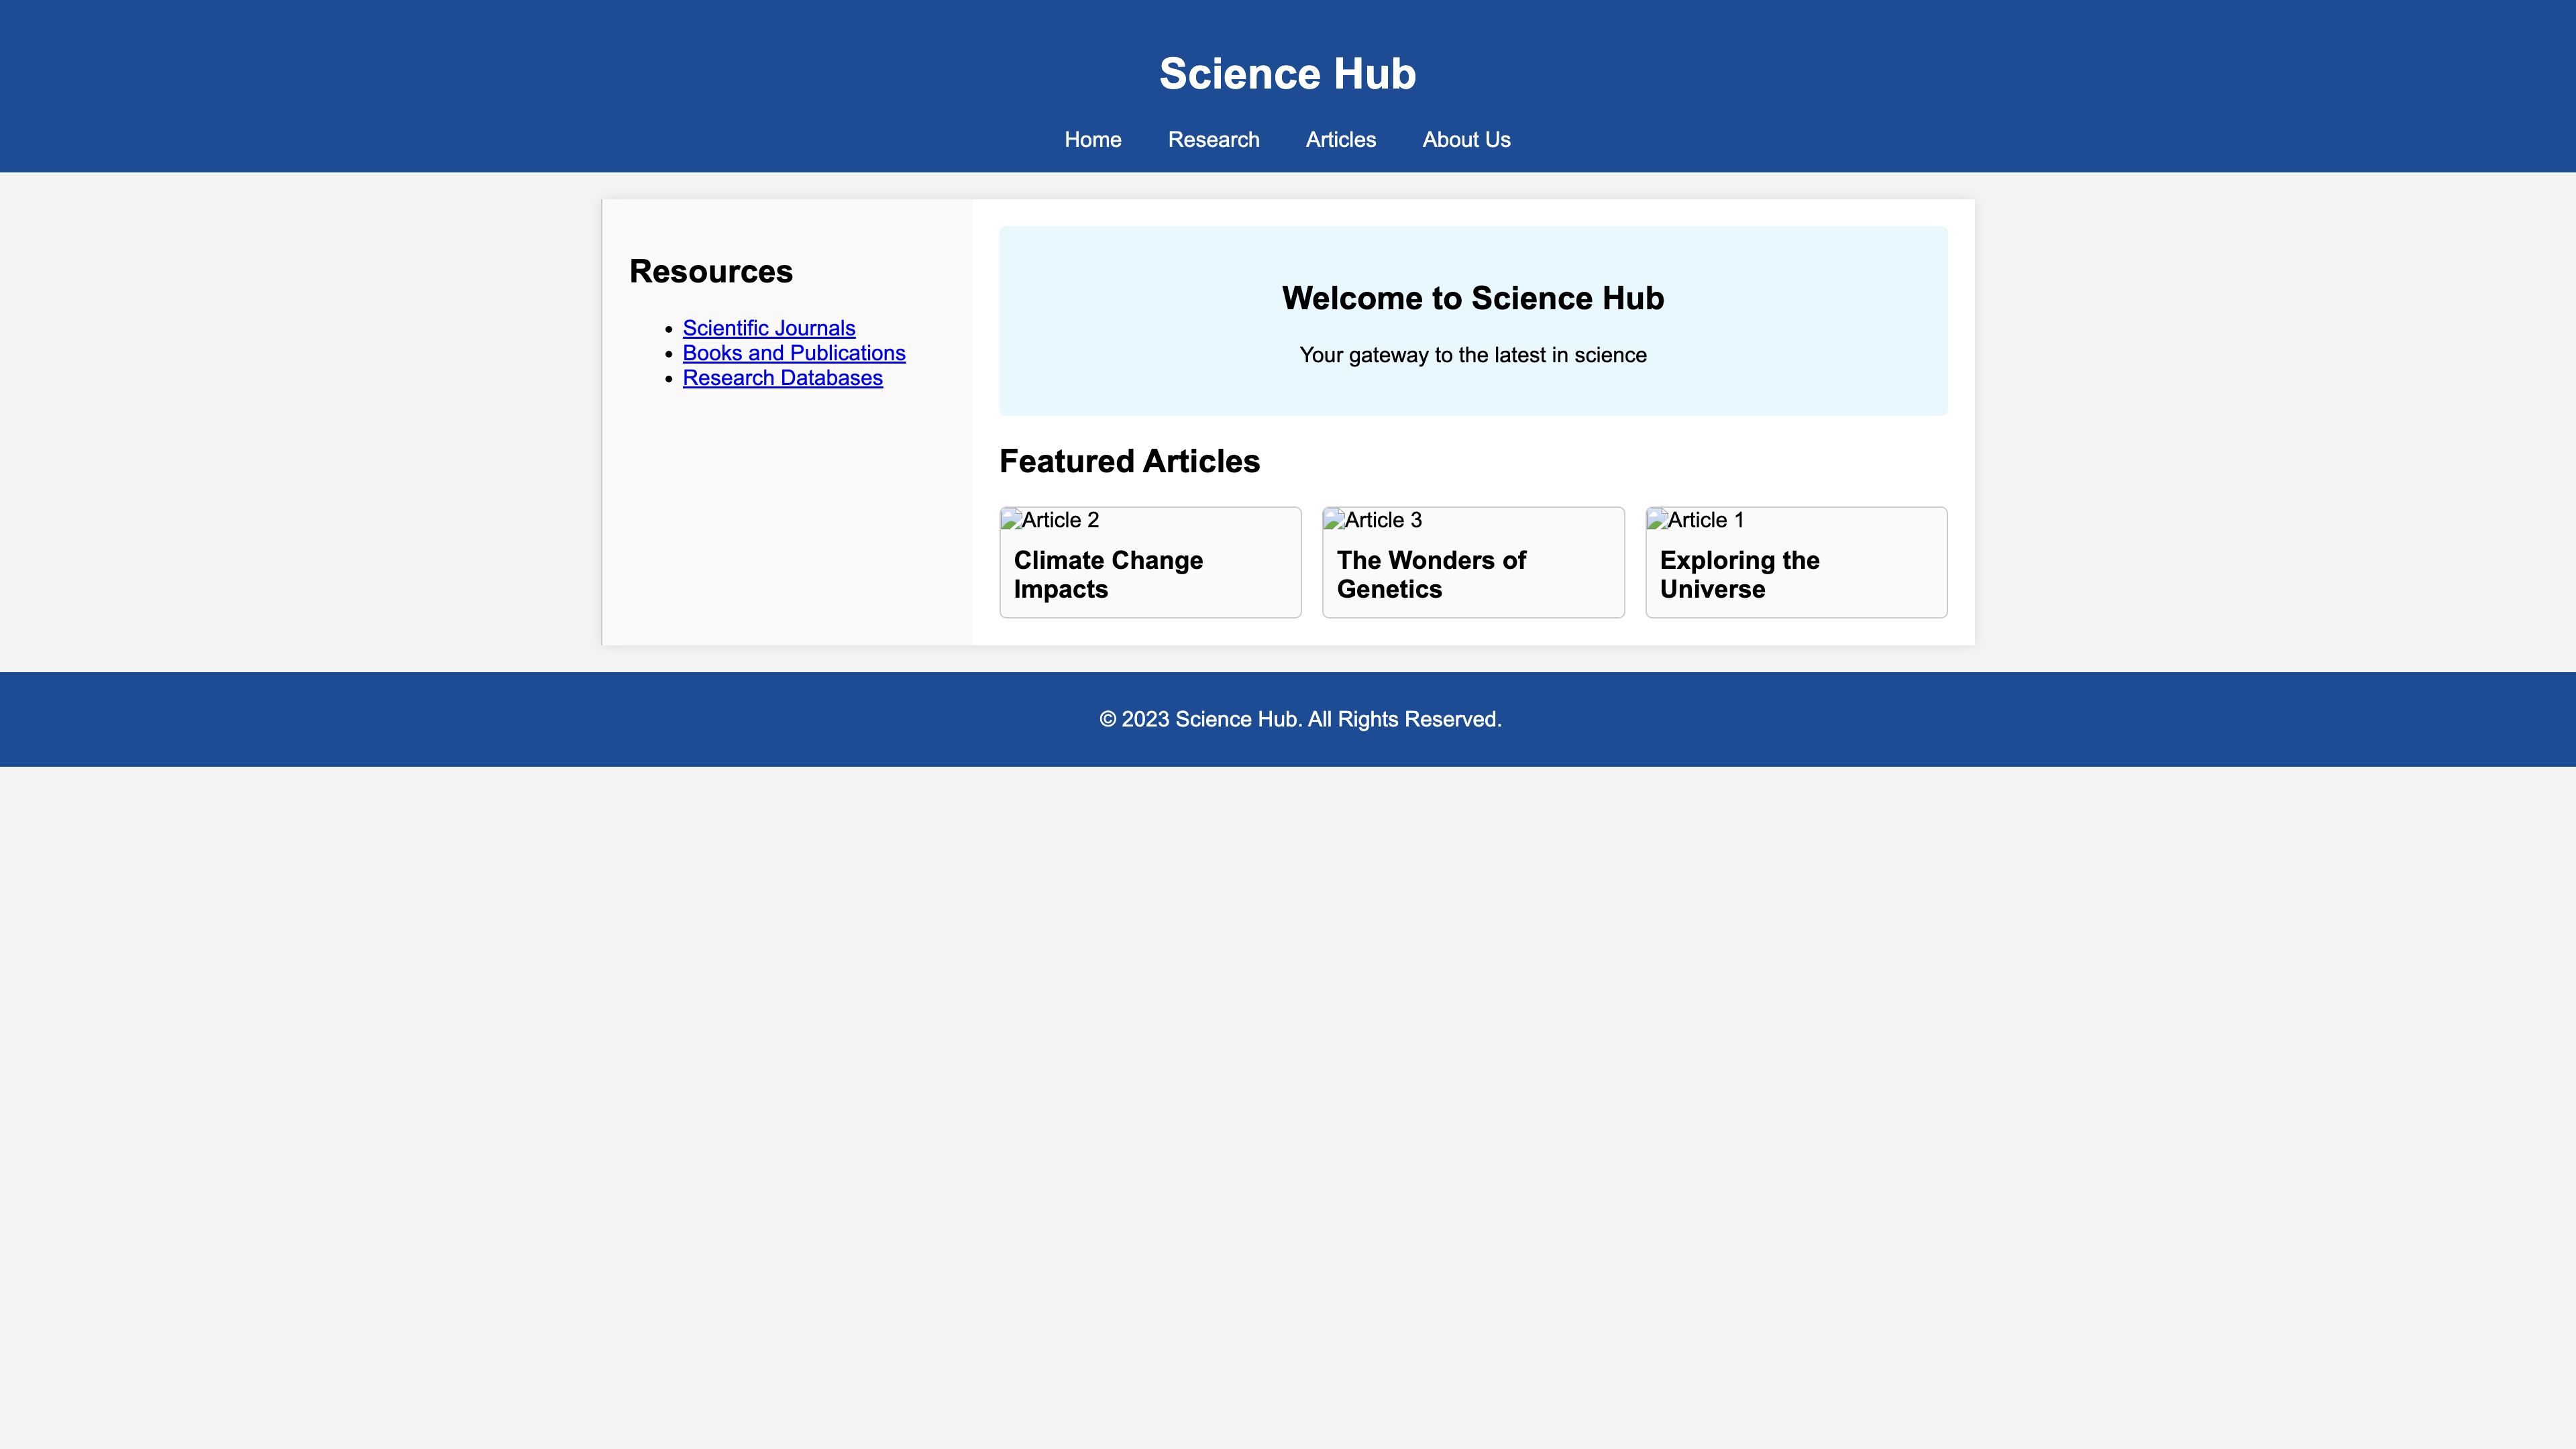 Science Hub
Home Research Articles About Us
Resources
Scientific Journals
Books and Publications
Research Databases
Welcome to Science Hub
Your gateway to the latest in science
Featured Articles
Article 2
Climate Change
Impacts
Article 3
The Wonders of
Genetics
Article 1
Exploring the
Universe
© 2023 Science Hub. All Rights Reserved.